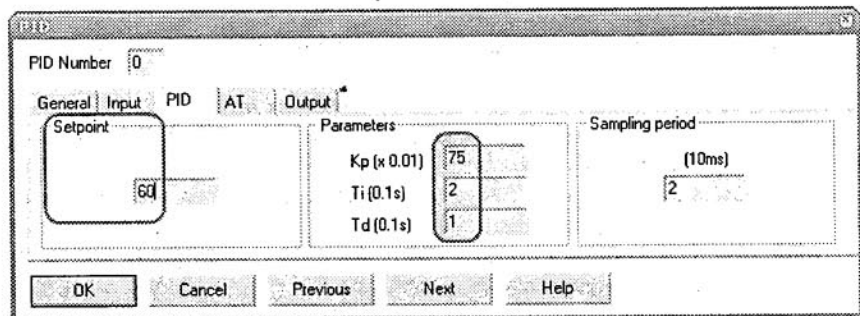 PID
PID Number 0
General Input PID AT Output
Setpoint
60
Parameters
Kp (x 0.01) 75
Ti (0.1s) 2
Td (0.1s) 1
Sampling period
(10ms)
2
OK Cancel Previous Next Help